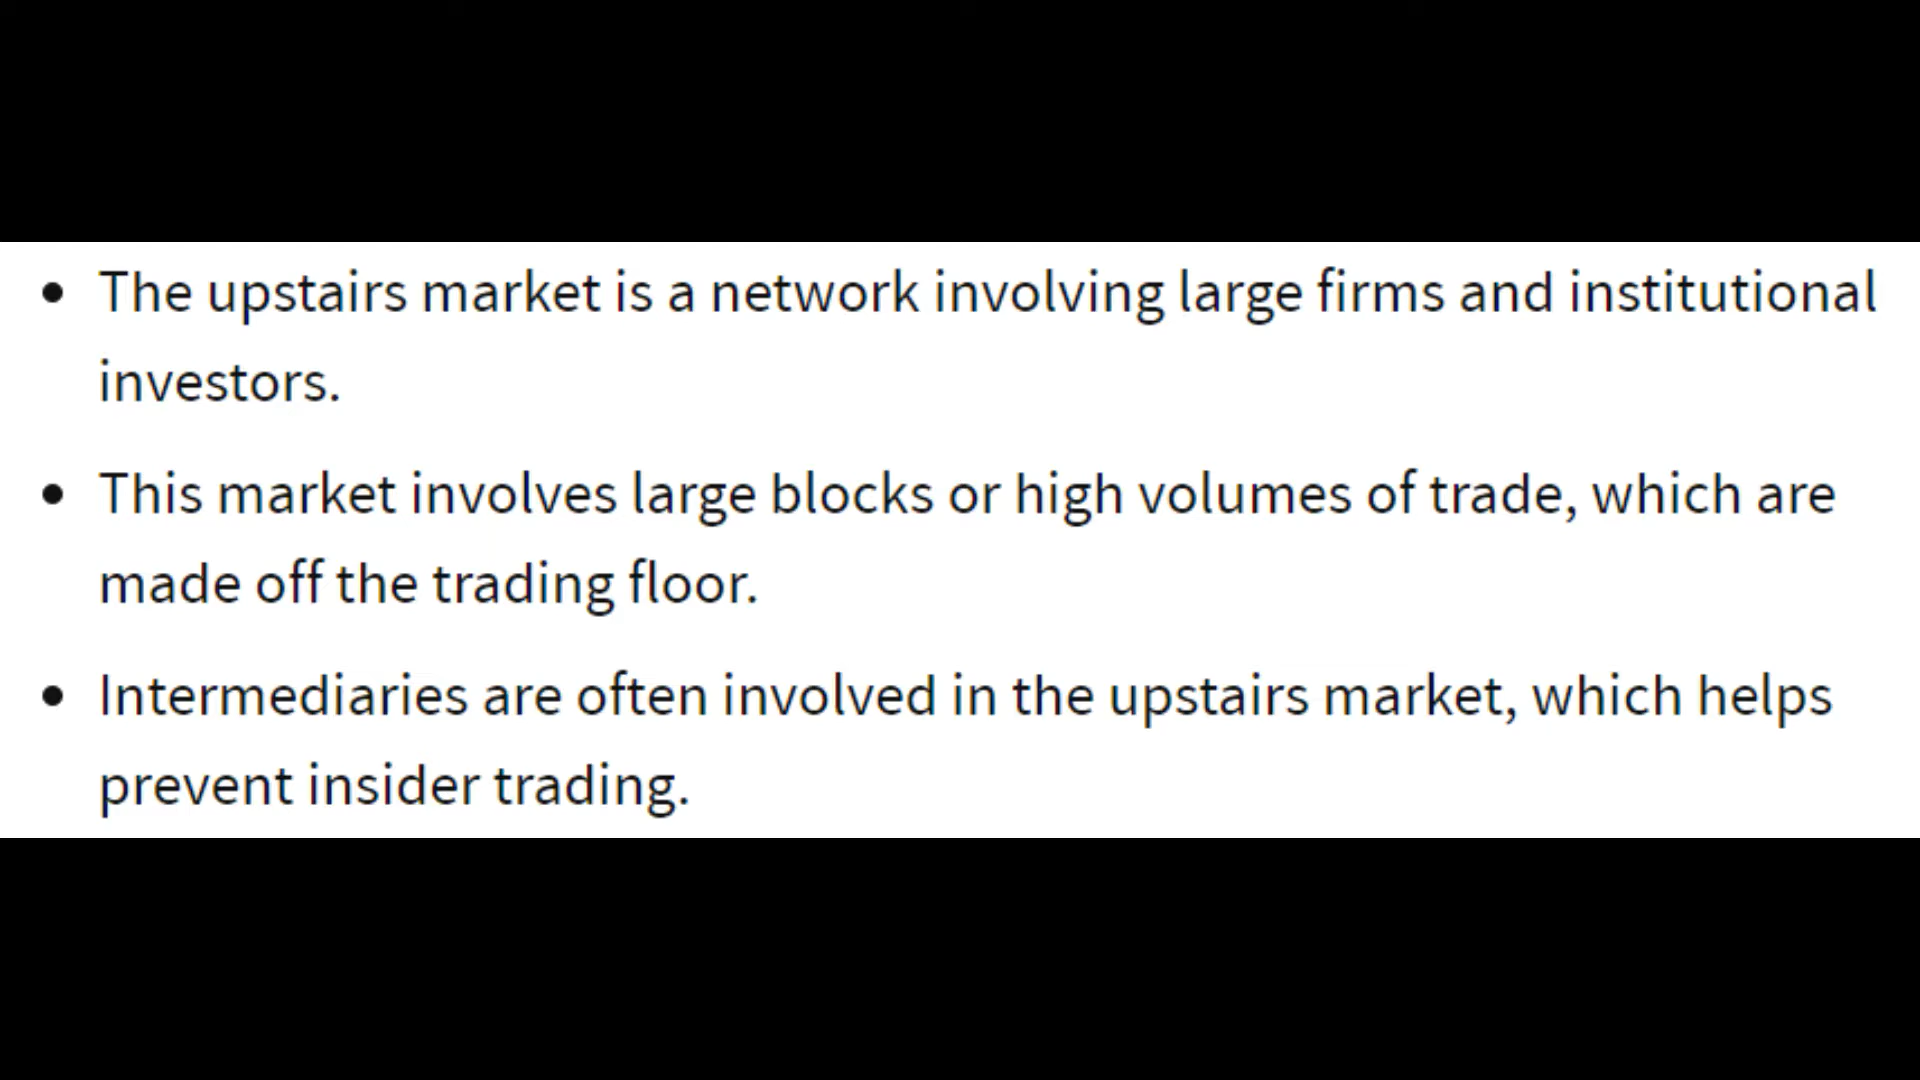 • The upstairs market is a network involving large firms and institutional
investors.
• This market involves large blocks or high volumes of trade, which are
made off the trading floor.
• Intermediaries are often involved in the upstairs market, which helps
prevent insider trading.